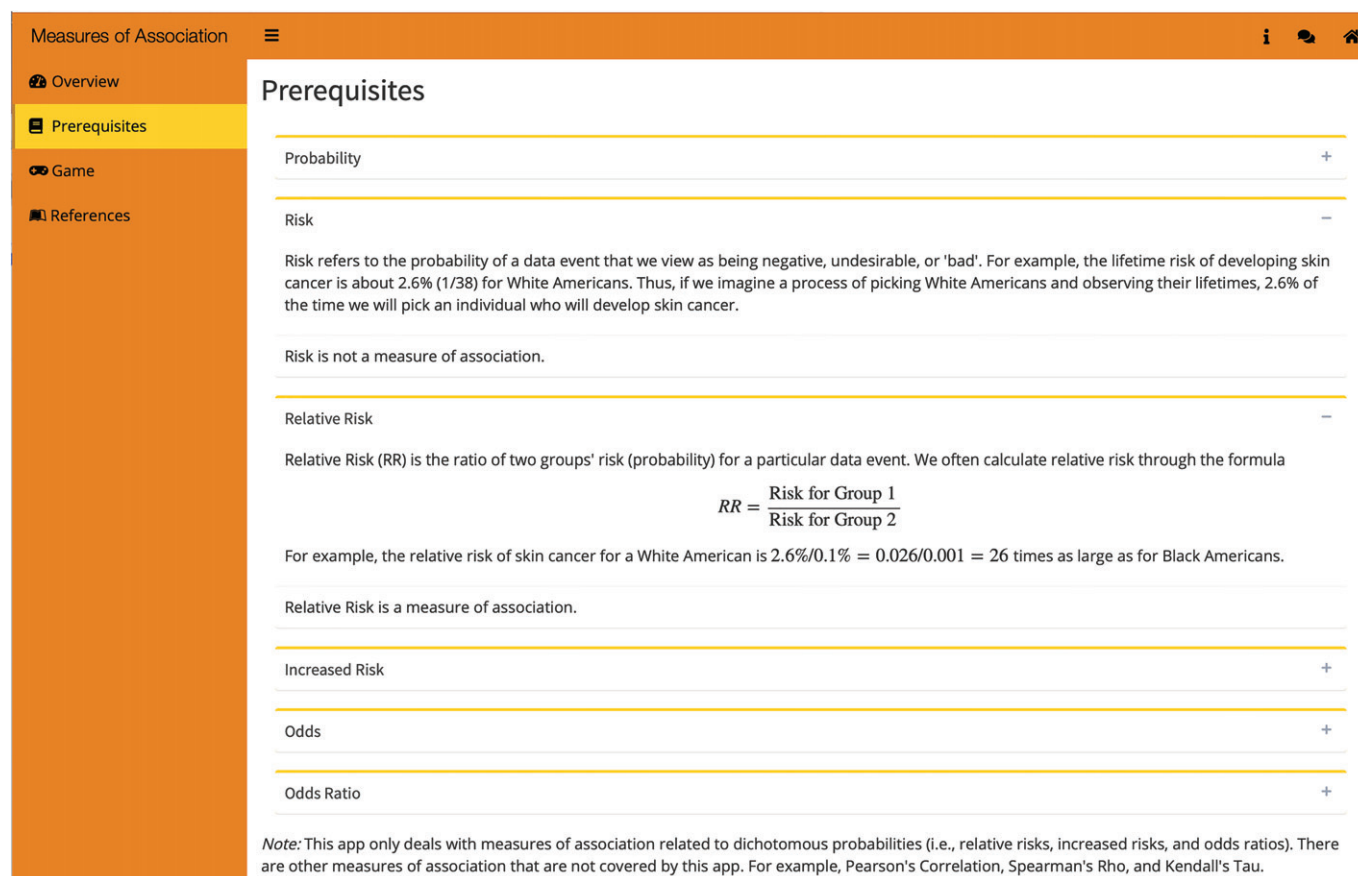 Measures of Association
Overview
Prerequisites
Game
References
Prerequisites
Probability
Risk
Risk refers to the probability of a data event that we view as being negative, undesirable, or 'bad'. For example, the lifetime risk of developing skin
cancer is about 2.6% (1/38) for White Americans. Thus, if we imagine a process of picking White Americans and observing their lifetimes, 2.6% of
the time we will pick an individual who will develop skin cancer.
Risk is not a measure of association.
Relative Risk
Relative Risk (RR) is the ratio of two groups' risk (probability) for a particular data event. We often calculate relative risk through the formula
RR = Risk for Group 1
Risk for Group 2
For example, the relative risk of skin cancer for a White American is 2.6%/0.1% = 0.026/0.001 = 26 times as large as for Black Americans.
Relative Risk is a measure of association.
Increased Risk
Odds
Odds Ratio
Note: This app only deals with measures of association related to dichotomous probabilities (i.e., relative risks, increased risks, and odds ratios). There
are other measures of association that are not covered by this app. For example, Pearson's Correlation, Spearman's Rho, and Kendall's Tau.